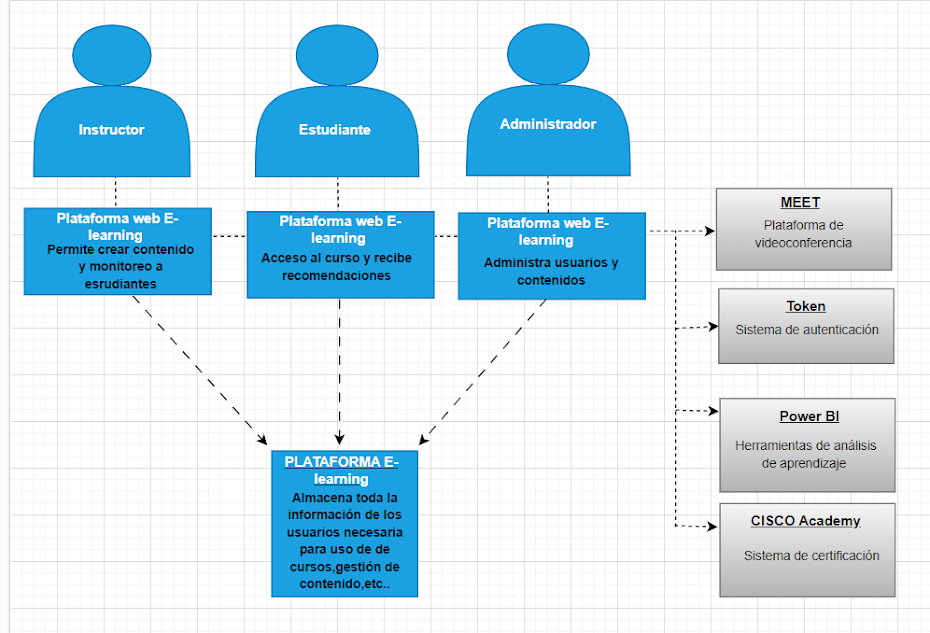 Instructor
Estudiante
Administrador
Plataforma web E-
learning
Permite crear contenido
y monitoreo a
esrudiantes
Plataforma web E-
learning
Acceso al curso y recibe
recomendaciones
Plataforma web E-
learning
Administra usuarios y
contenidos
MEET
Plataforma de
videoconferencia
Token
Sistema de autenticación
Power BI
Herramientas de análisis
de aprendizaje
CISCO Academy
Sistema de certificación
PLATAFORMA E-
learning
Almacena toda la
información de los
usuarios necesaria
para uso de de
cursos,gestión de
contenido,etc..